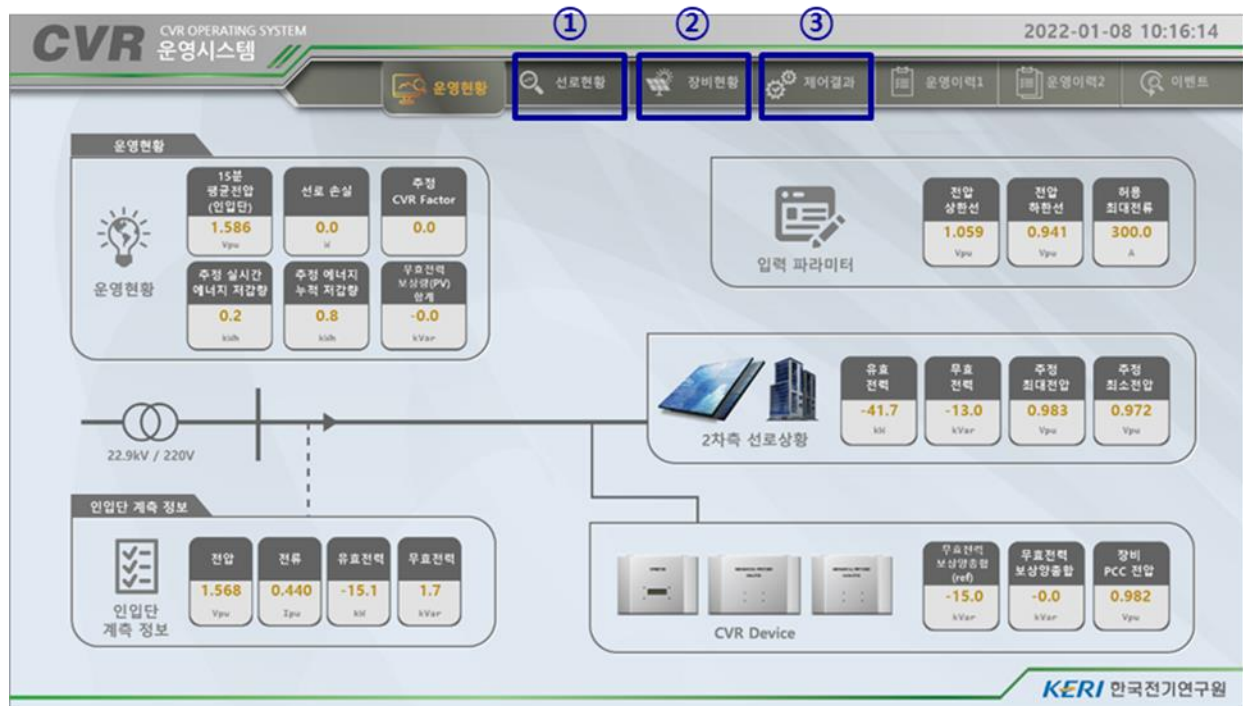 ① ② ③
CVR CVR OPERATING SYSTEM
운영시스템
2022-01-08 10:16:14
운영현황 선로현황 장비현황 제어결과 운영이력1 운영이력2 이벤트
운영현황
15분
평균전압
(인입단)
1.586
Vpu
선로 손실
0.0
W
추정
CVR Factor
0.0
추정 실시간
에너지 저감량
0.2
kWh
추정 에너지
누적 저감량
0.8
kWh
무효전력
보상량(PV)
합계
-0.0
kVar
운영현황
입력 파라미터
전압
상한선
1.059
Vpu
전압
하한선
0.941
Vpu
허용
최대전류
300.0
A
22.9kV / 220V
2차측 선로상황
유효
전력
-41.7
kW
무효
전력
-13.0
kVar
추정
최대전압
0.983
Vpu
추정
최소전압
0.972
Vpu
인입단 계측 정보
인입단
계측 정보
전압
1.568
Vpu
전류
0.440
Ipu
유효전력
-15.1
kW
무효전력
1.7
kVar
CVR Device
무효전력
보상양총합
(ref)
-15.0
kVar
무효전력
보상양총합
-0.0
kVar
장비
PCC 전압
0.982
Vpu
KERI 한국전기연구원